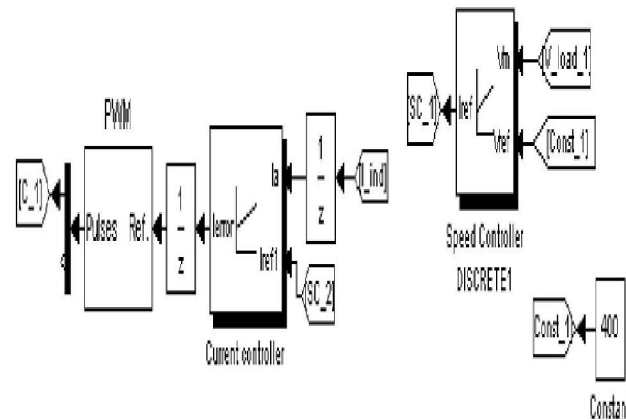 PWM
[C_1]
Pulses
Ref.
1
z
Ierror
Ia
Iref1
Current controller
1
z
[I_ind]
[SC_2]
[SC_1]
Iref
Vm
Vref
[V_load_1]
[Const_1]
Speed Controller
DISCRETE1
[Const_1]
400
Constan